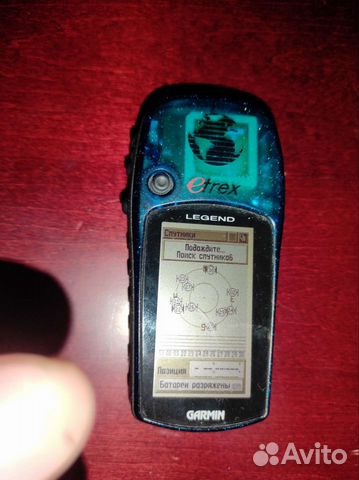 etrex
LEGEND
Спутники
Подождите...
Поиск спутников
N
W
E
S
Позиция
Батареи разряжены
GARMIN
Avito